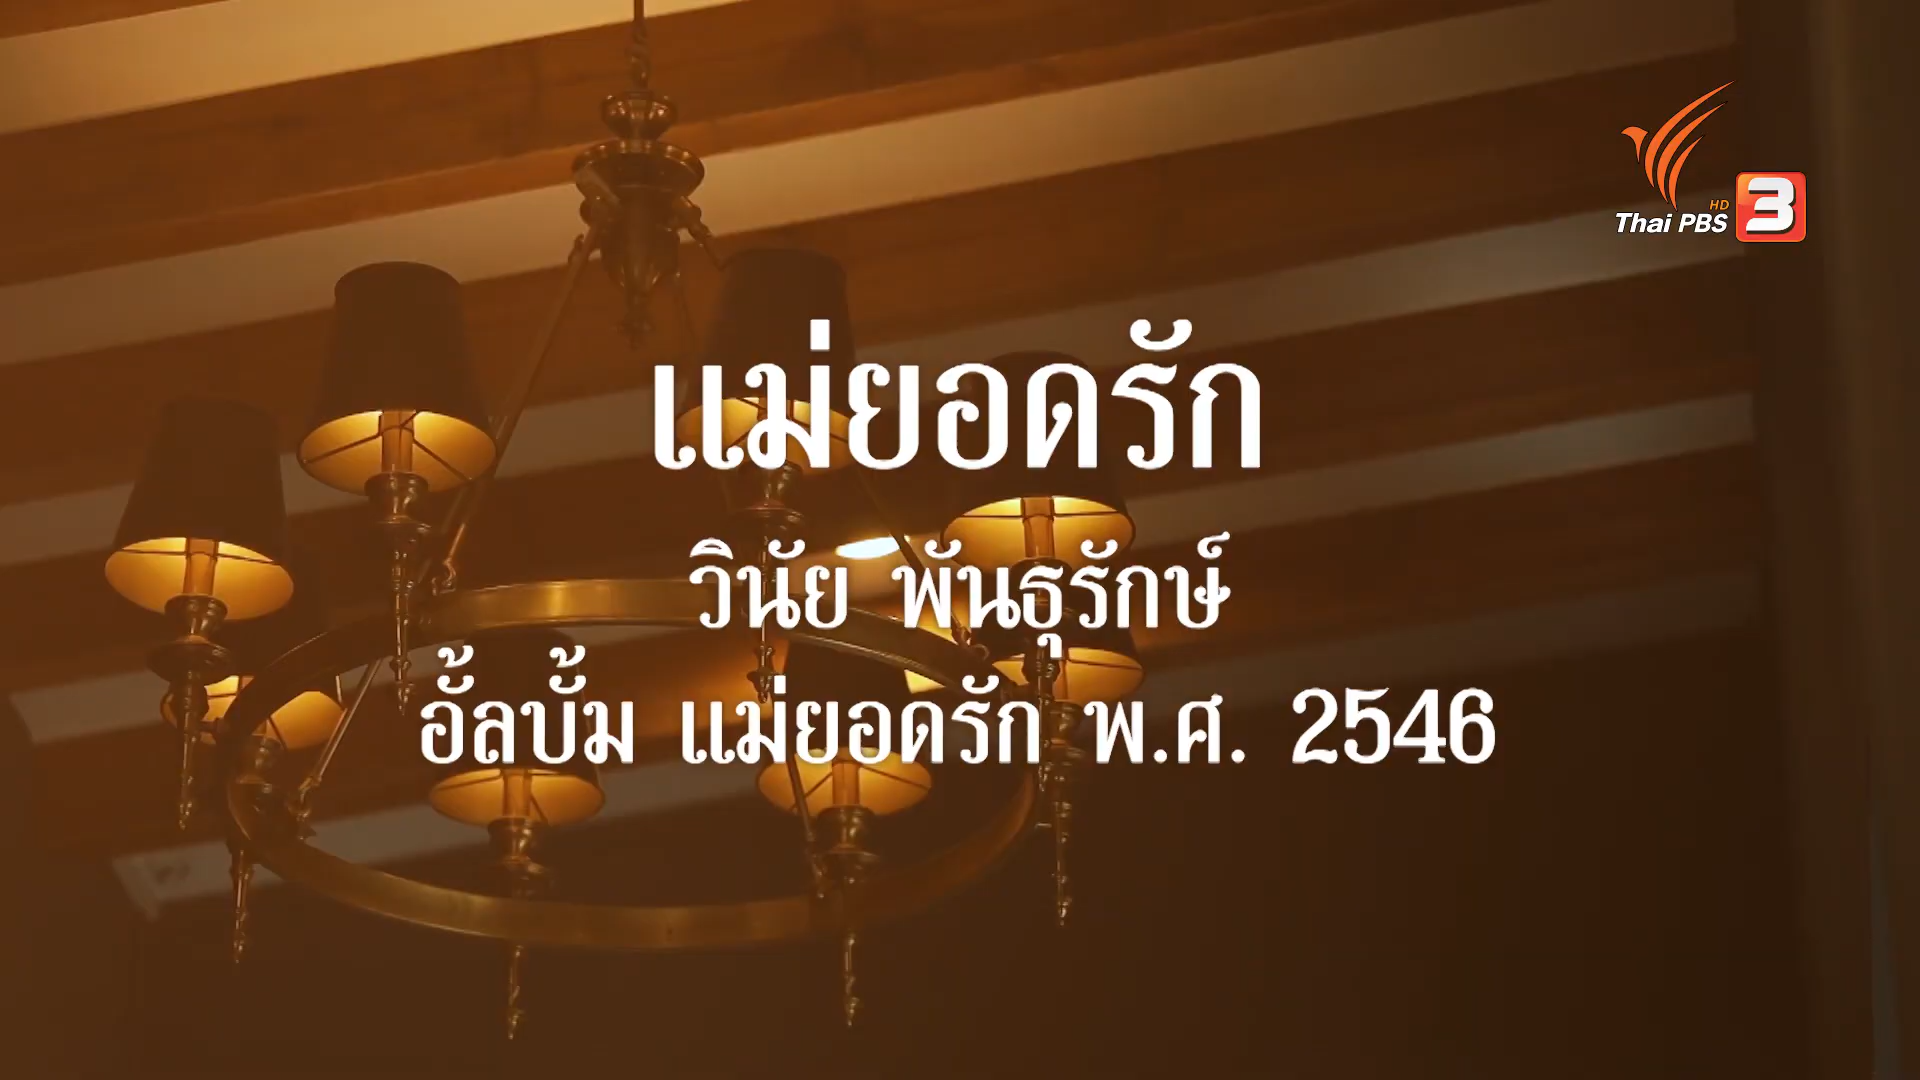 HD
Thai PBS 3
แม่ยอดรัก
วินัย พันธุรักษ์
อั้ลบั้ม แม่ยอดรัก พ.ศ. 2546